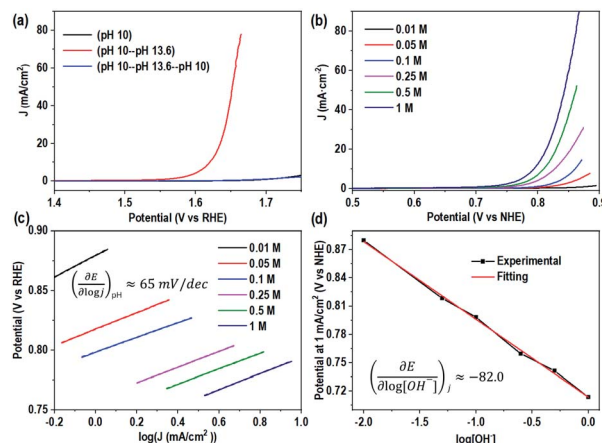 (a)
80
60
40
20
0
J (mA/cm²)
(pH 10)
(pH 10--pH 13.6)
(pH 10--pH 13.6--pH 10)
1.4 1.5 1.6 1.7
Potential (V vs RHE)
(b)
80
60
40
20
0
J (mA·cm⁻²)
0.01 M
0.05 M
0.1 M
0.25 M
0.5 M
1 M
0.5 0.6 0.7 0.8 0.9
Potential (V vs NHE)
(c)
0.90
0.85
0.80
0.75
Potential (V vs RHE)
(∂E/∂logj)pH ≈ 65 mV/dec
0.01 M
0.05 M
0.1 M
0.25 M
0.5 M
1 M
-0.2 0.0 0.2 0.4 0.6 0.8 1.0
log(J (mA/cm²))
(d)
0.87
0.84
0.80
0.76
0.72
Potential at 1 mA/cm² (V vs NHE)
Experimental
Fitting
(∂E/∂log[OH⁻])j ≈ −82.0
-2.0 -1.5 -1.0 -0.5 0.0
log[OH⁻]